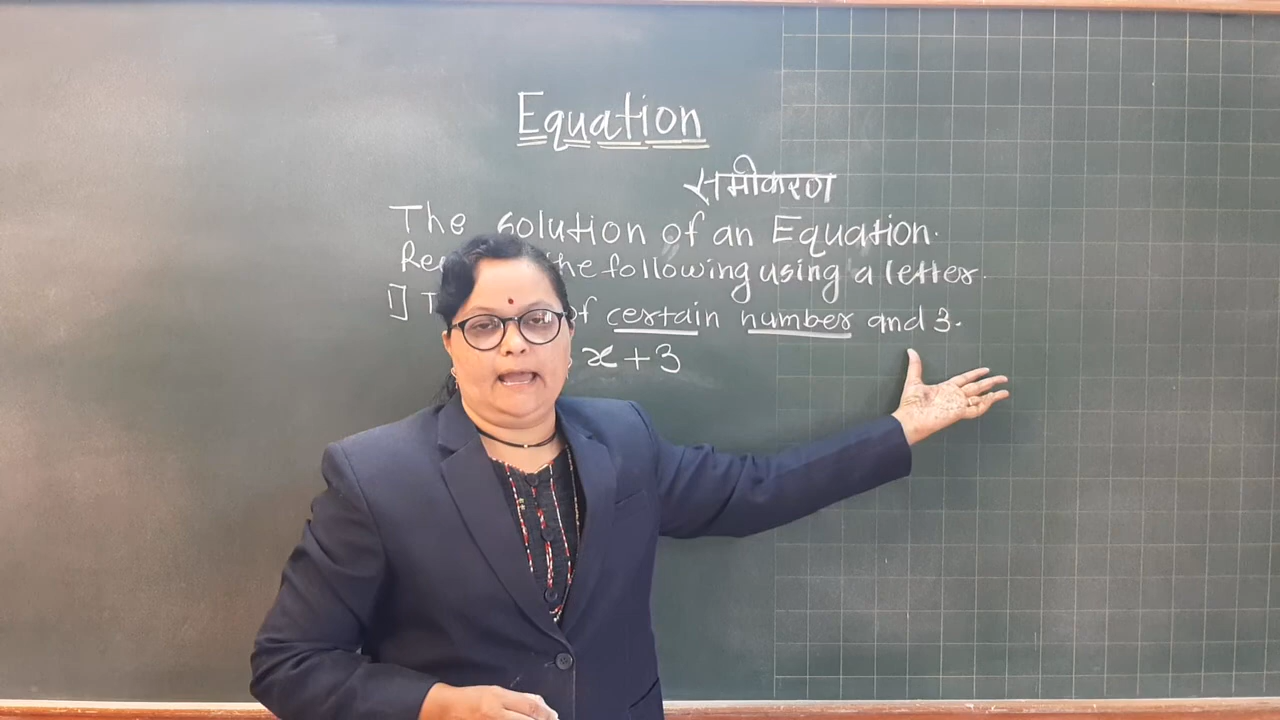 Equation
समीकरण
The solution of an Equation.
the following using a letter.
1] of certain number and 3.
x+3